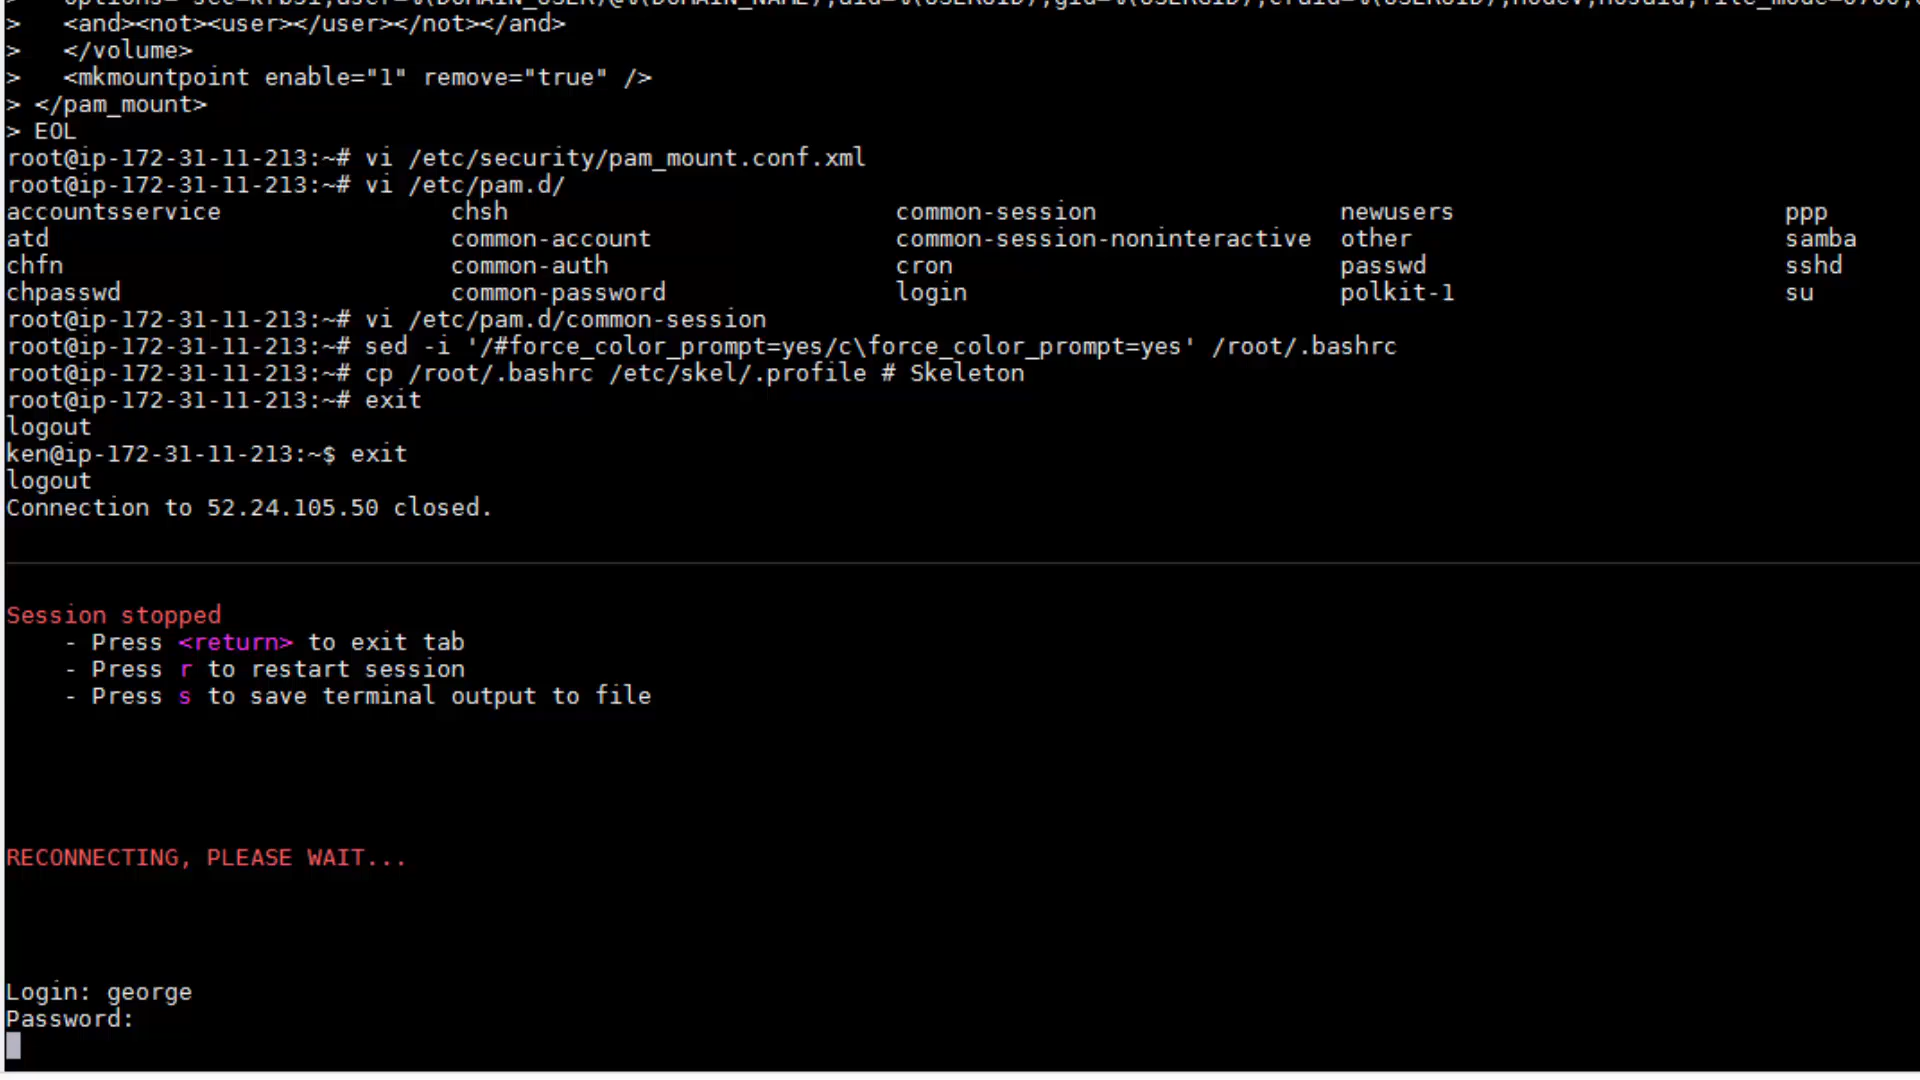 >   <and><not><user></user></not></and>
>   </volume>
>   <mkmountpoint enable="1" remove="true" />
> </pam_mount>
> EOL
root@ip-172-31-11-213:~# vi /etc/security/pam_mount.conf.xml
root@ip-172-31-11-213:~# vi /etc/pam.d/
accountsservice chsh common-session newusers ppp
atd common-account common-session-noninteractive other samba
chfn common-auth cron passwd sshd
chpasswd common-password login polkit-1 su
root@ip-172-31-11-213:~# vi /etc/pam.d/common-session
root@ip-172-31-11-213:~# sed -i '/#force_color_prompt=yes/c\force_color_prompt=yes' /root/.bashrc
root@ip-172-31-11-213:~# cp /root/.bashrc /etc/skel/.profile # Skeleton
root@ip-172-31-11-213:~# exit
logout
ken@ip-172-31-11-213:~$ exit
logout
Connection to 52.24.105.50 closed.
Session stopped
    - Press <return> to exit tab
    - Press r to restart session
    - Press s to save terminal output to file
RECONNECTING, PLEASE WAIT...
Login: george
Password: